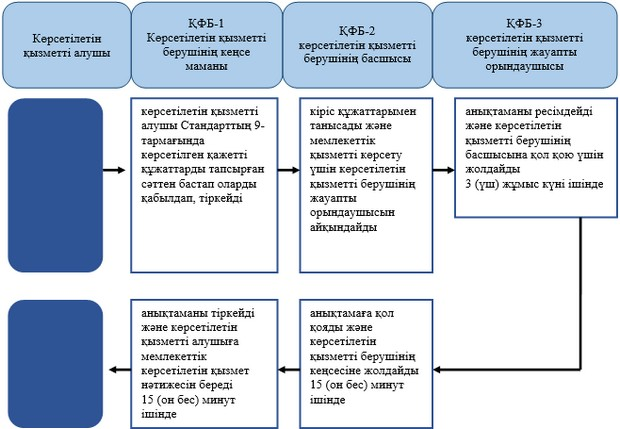 Көрсетілетін
қызметті алушы
ҚФБ-1
Көрсетілетін қызметті
берушінің кеңсе
маманы
ҚФБ-2
көрсетілетін қызметті
берушінің басшысы
ҚФБ-3
көрсетілетін қызметті
берушінің жауапты
орындаушысы
көрсетілетін қызметті
алушы Стандарттың 9-
тармағында
көрсетілген қажетті
құжаттарды тапсырған
сәттен бастап оларды
қабылдап, тіркейді
кіріс құжаттарымен
танысады және
мемлекеттік
қызметті көрсету
үшін көрсетілетін
қызметті берушінің
жауапты
орындаушысын
айқындайды
анықтаманы ресімдейді
және көрсетілетін
қызметті берушінің
басшысына қол қою үшін
жолдайды
3 (үш) жұмыс күні ішінде
анықтаманы тіркейді
және көрсетілетін
қызметті алушыға
мемлекеттік
көрсетілетін қызмет
нәтижесін береді
15 (он бес) минут
ішінде
анықтамаға қол
қояды және
көрсетілетін
қызметті берушінің
кеңсесіне жолдайды
15 (он бес) минут
ішінде